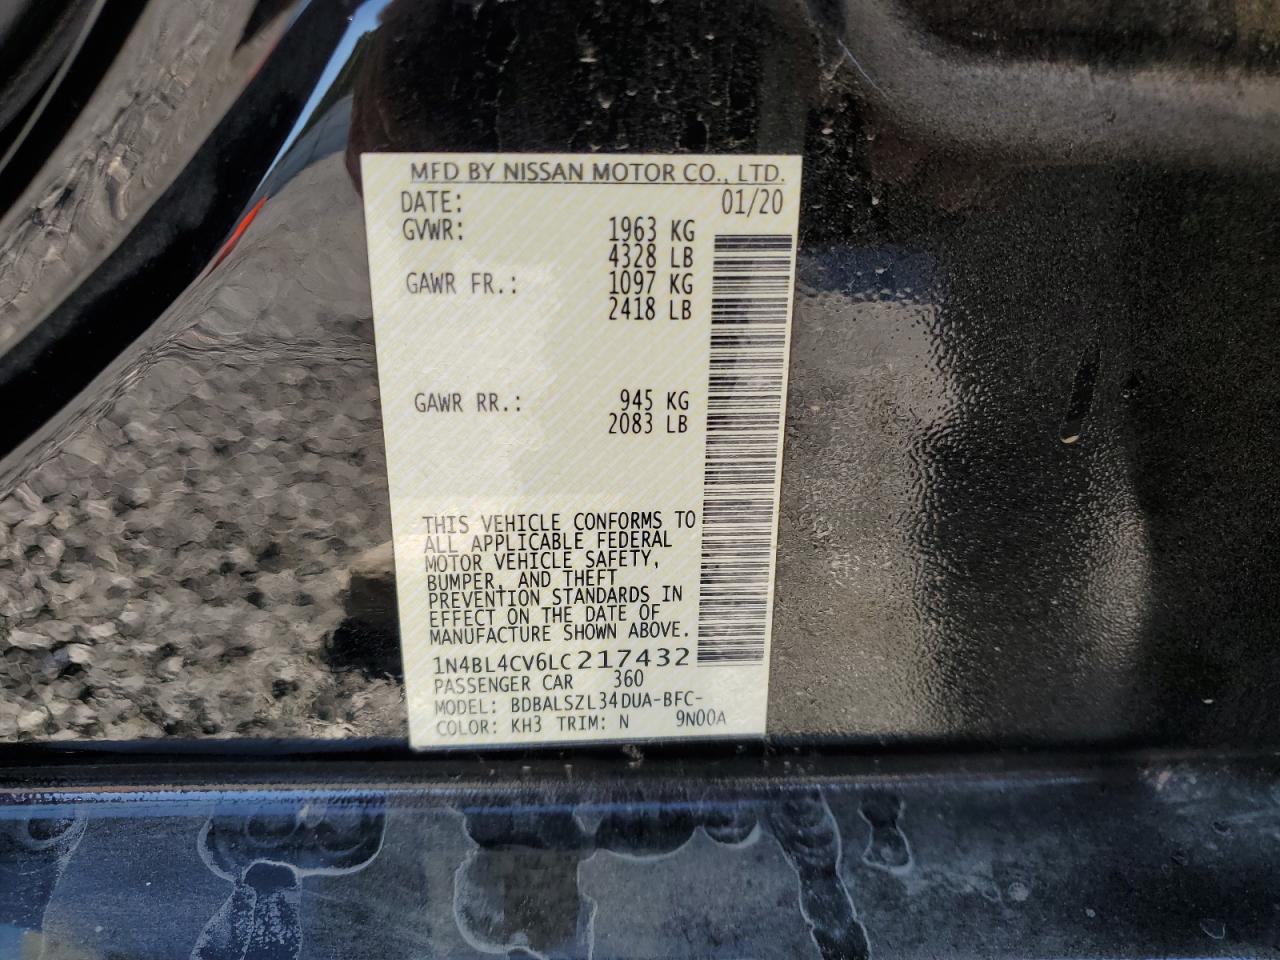 MFD BY NISSAN MOTOR CO., LTD.
DATE: 01/20
GVWR: 1963 KG
4328 LB
GAWR FR.: 1097 KG
2418 LB
GAWR RR.: 945 KG
2083 LB
THIS VEHICLE CONFORMS TO
ALL APPLICABLE FEDERAL
MOTOR VEHICLE SAFETY,
BUMPER, AND THEFT
PREVENTION STANDARDS IN
EFFECT ON THE DATE OF
MANUFACTURE SHOWN ABOVE.
1N4BL4CV6LC217432
PASSENGER CAR 360
MODEL: BDBALSZL34DUA-BFC-
COLOR: KH3 TRIM: N 9N00A